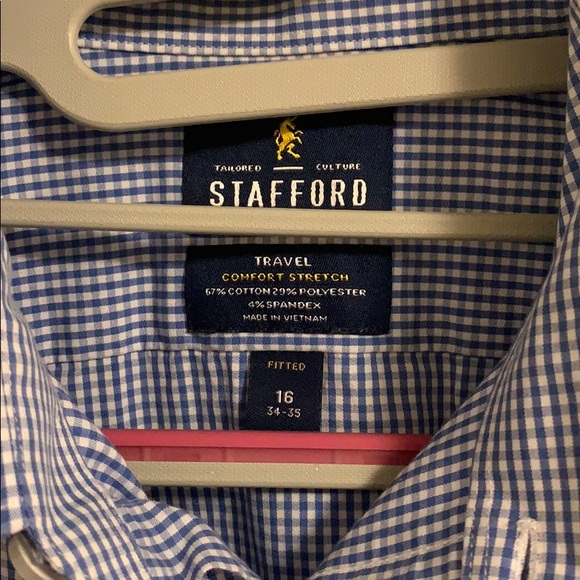 TAILORED CULTURE
STAFFORD
TRAVEL
COMFORT STRETCH
67% COTTON 29% POLYESTER
4% SPANDEX
MADE IN VIETNAM
FITTED
16
34-35